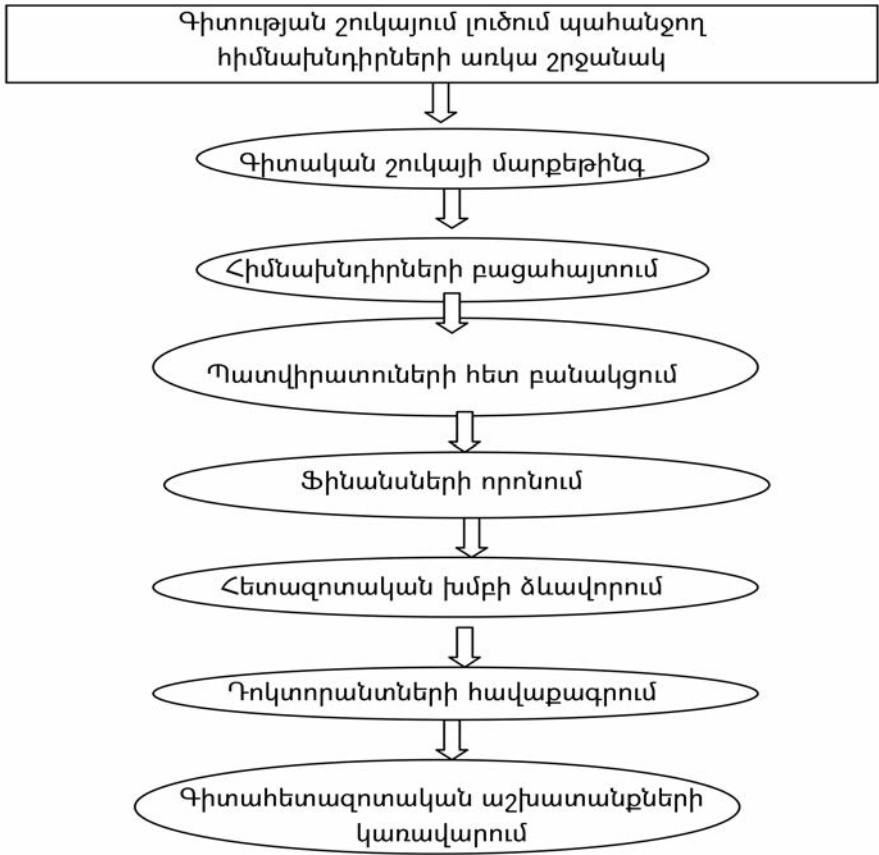 Գիտության շուկայում լուծում պահանջող
հիմնախնդիրների առկա շրջանակ
Գիտական շուկայի մարքեթինգ
Հիմնախնդիրների բացահայտում
Պատվիրատուների հետ բանակցում
Ֆինանսների որոնում
Հետազոտական խմբի ձևավորում
Դոկտորանտների հավաքագրում
Գիտահետազոտական աշխատանքների
կառավարում